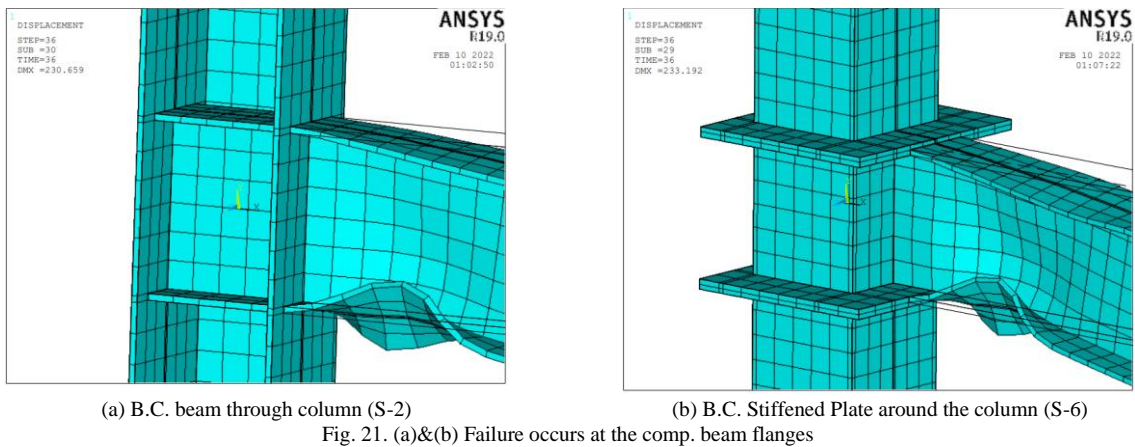 1
DISPLACEMENT
STEP=36
SUB =30
TIME=36
DMX =230.659
ANSYS
R19.0
FEB 10 2022
01:02:50
X
1
DISPLACEMENT
STEP=36
SUB =29
TIME=36
DMX =233.192
ANSYS
R19.0
FEB 10 2022
01:07:22
X
(a) B.C. beam through column (S-2)
(b) B.C. Stiffened Plate around the column (S-6)
Fig. 21. (a)&(b) Failure occurs at the comp. beam flanges